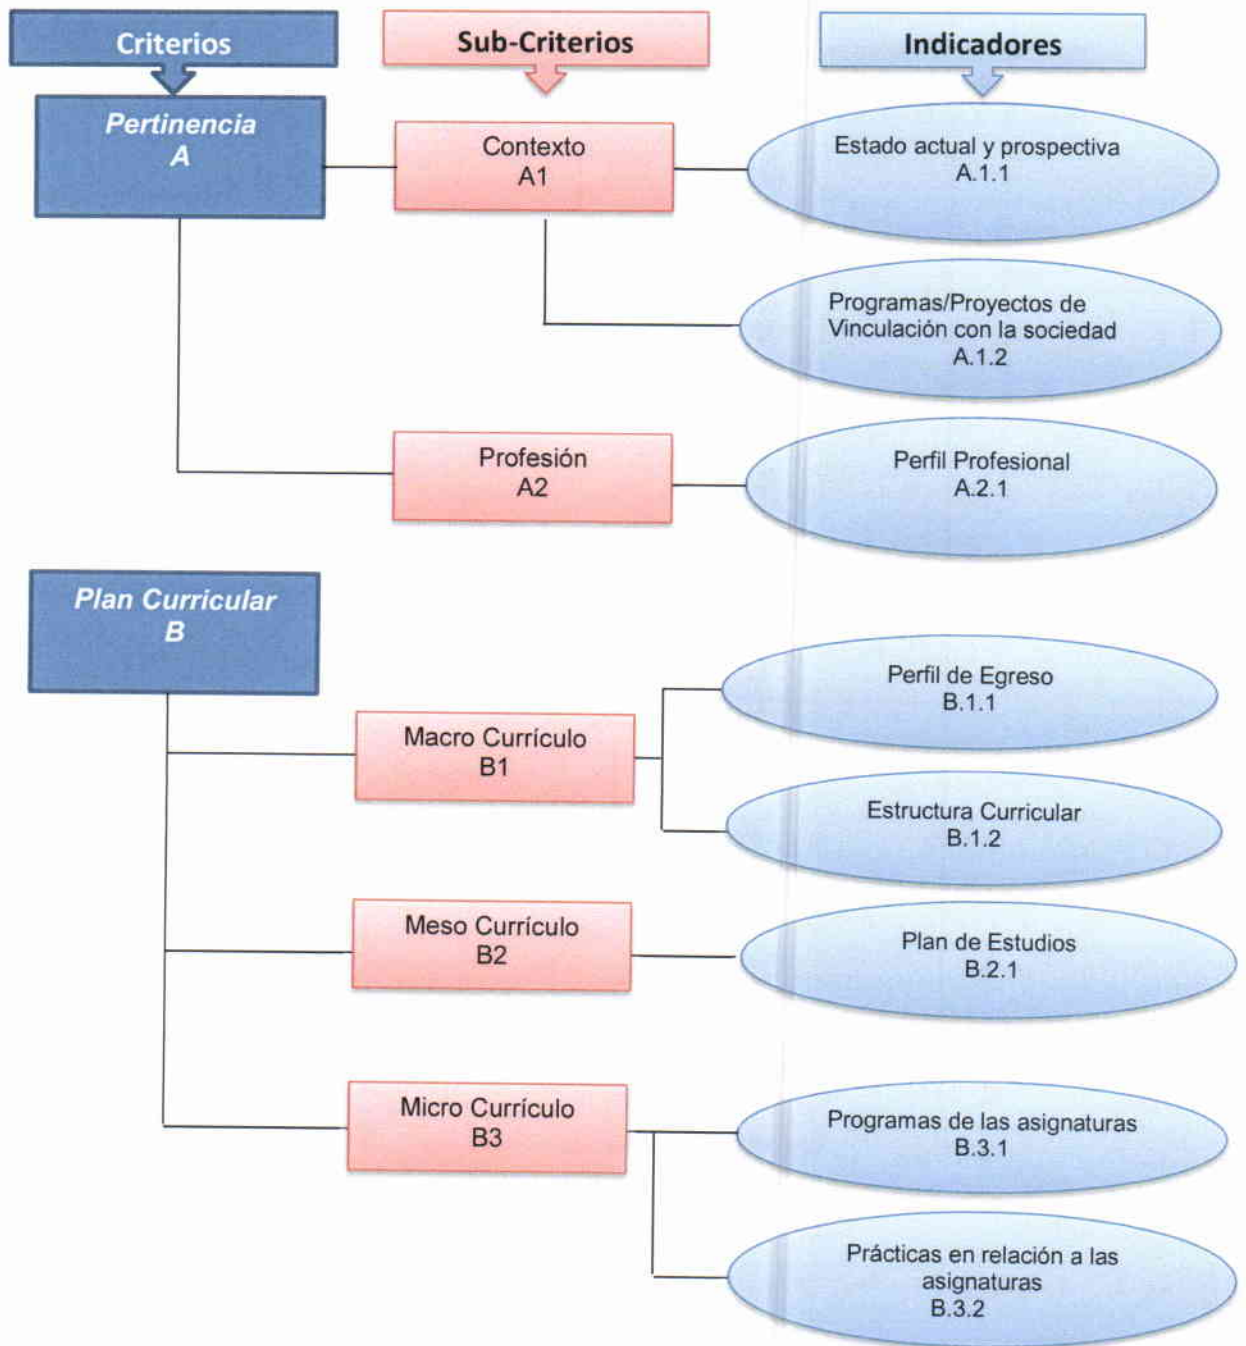 Criterios
Sub-Criterios
Indicadores
Pertinencia
A
Contexto
A1
Estado actual y prospectiva
A.1.1
Programas/Proyectos de
Vinculación con la sociedad
A.1.2
Profesión
A2
Perfil Profesional
A.2.1
Plan Curricular
B
Perfil de Egreso
B.1.1
Macro Currículo
B1
Estructura Curricular
B.1.2
Meso Currículo
B2
Plan de Estudios
B.2.1
Micro Currículo
B3
Programas de las asignaturas
B.3.1
Prácticas en relación a las
asignaturas
B.3.2